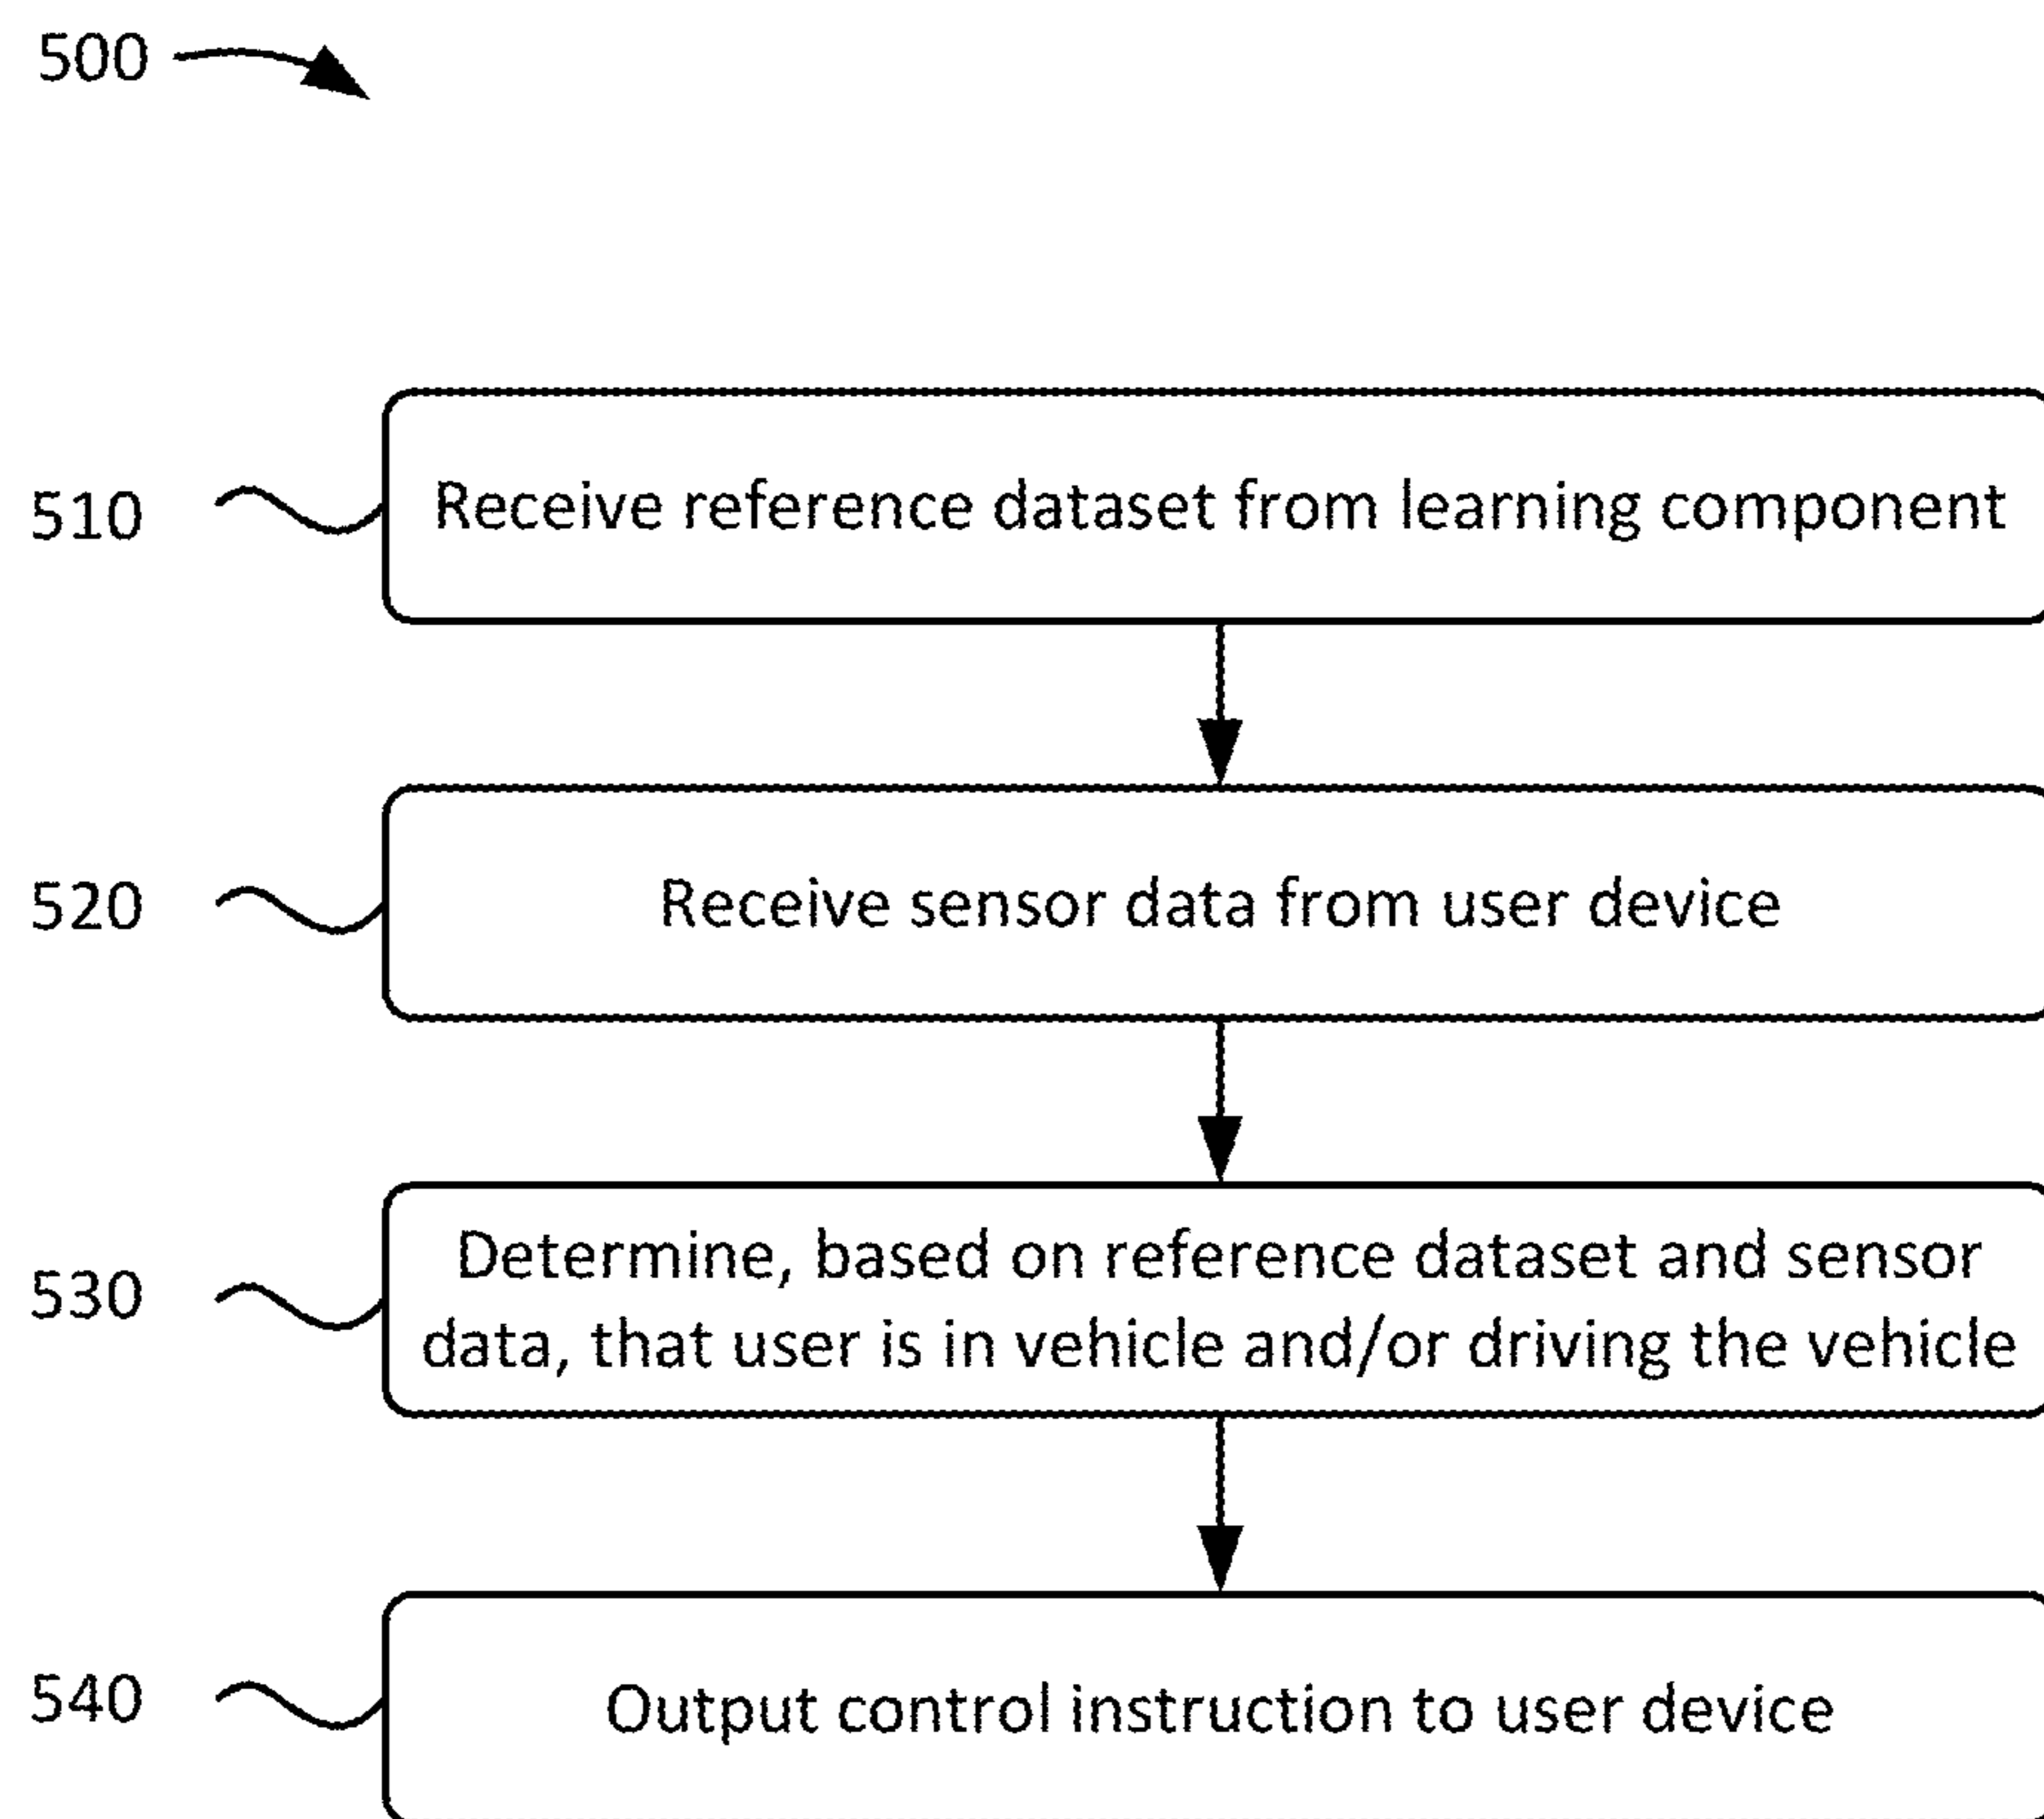 500
510
Receive reference dataset from learning component
520
Receive sensor data from user device
530
Determine, based on reference dataset and sensor
data, that user is in vehicle and/or driving the vehicle
540
Output control instruction to user device